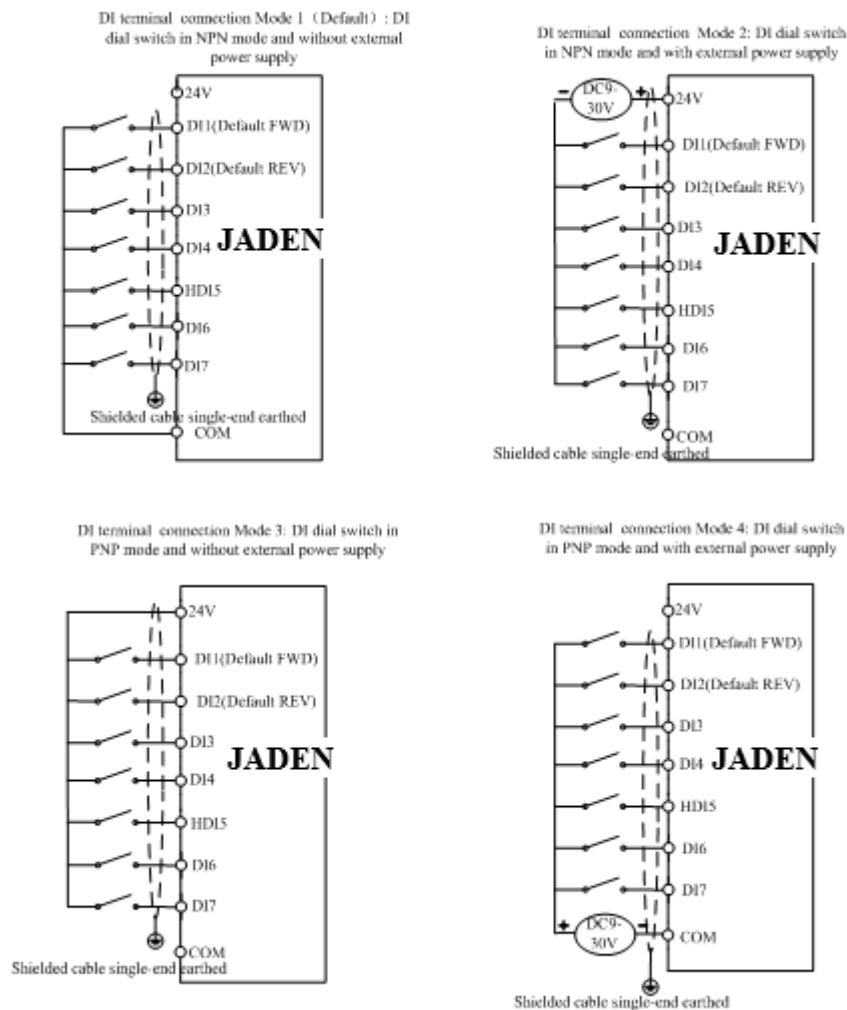 DI terminal connection Mode 1 (Default) : DI
dial switch in NPN mode and without external
power supply
24V
DI1(Default FWD)
DI2(Default REV)
DI3
DI4
JADEN
HDI5
DI6
DI7
Shielded cable single-end earthed
COM
DI terminal connection Mode 2: DI dial switch
in NPN mode and with external power supply
DC9-
30V
24V
DI1(Default FWD)
DI2(Default REV)
DI3
JADEN
DI4
HDI5
DI6
DI7
COM
Shielded cable single-end earthed
DI terminal connection Mode 3: DI dial switch in
PNP mode and without external power supply
24V
DI1(Default FWD)
DI2(Default REV)
DI3
JADEN
DI4
HDI5
DI6
DI7
COM
Shielded cable single-end earthed
DI terminal connection Mode 4: DI dial switch
in PNP mode and with external power supply
24V
DI1(Default FWD)
DI2(Default REV)
DI3
DI4
JADEN
HDI5
DI6
DI7
DC9-
30V
COM
Shielded cable single-end earthed